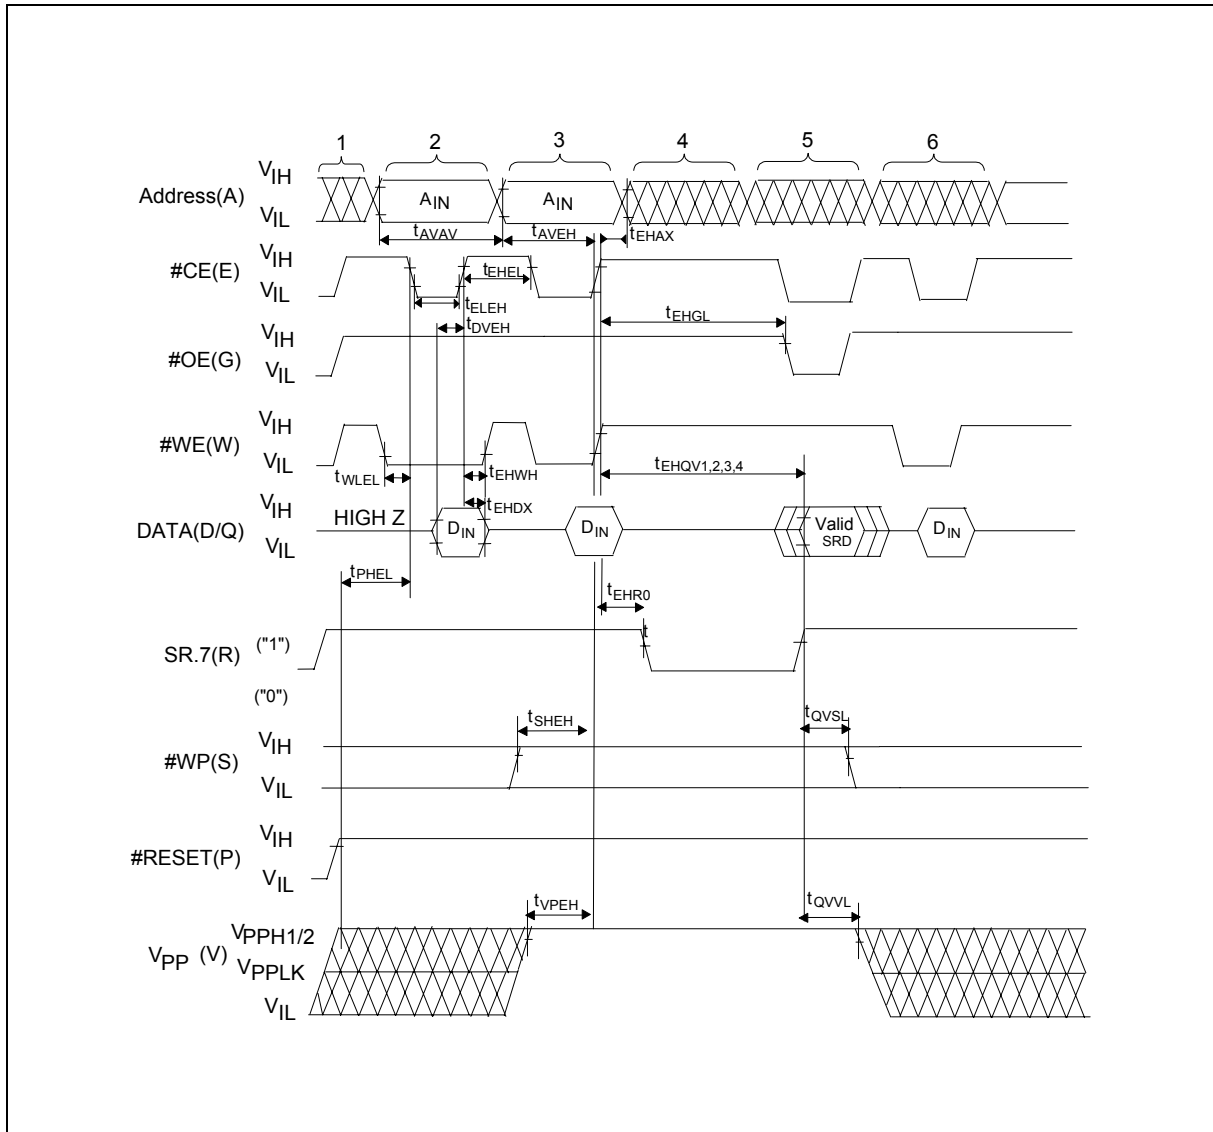 1 2 3 4 5 6
VIH
Address(A) AIN AIN
VIL
tAVAV tAVEH tEHAX
VIH
#CE(E) tEHEL
VIL
tELEH
tDVEH tEHGL
VIH
#OE(G)
VIL
VIH
#WE(W)
VIL
tWLEL tEHWH tEHQV1,2,3,4
tEHDX
VIH
HIGH Z
DATA(D/Q) DIN DIN Valid SRD DIN
VIL
tPHEL
tEHR0
("1") t
SR.7(R)
("0")
tSHEH tQVSL
VIH
#WP(S)
VIL
VIH
#RESET(P)
VIL
tVPEH tQVVL
VPPH1/2
VPP (V)
VPPLK
VIL